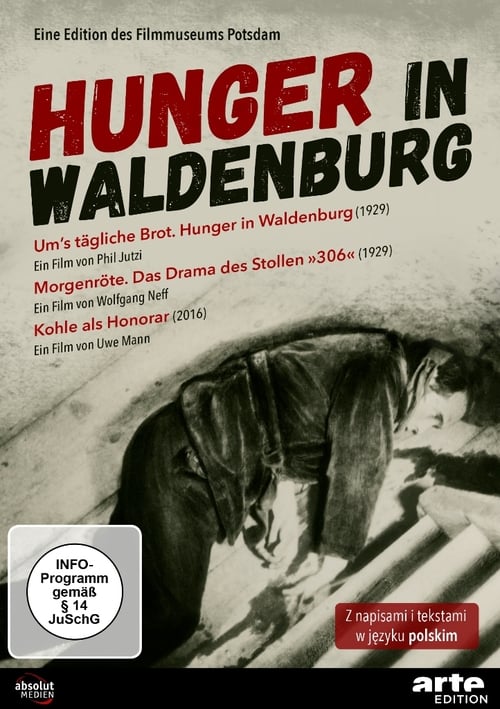 Eine Edition des Filmmuseums Potsdam
HUNGER IN
WALDENBURG
Um's tägliche Brot. Hunger in Waldenburg (1929)
Ein Film von Phil Jutzi
Morgenröte. Das Drama des Stollen »306« (1929)
Ein Film von Wolfgang Neff
Kohle als Honorar (2016)
Ein Film von Uwe Mann
INFO-
Programm
gemäß
§ 14
JuSchG
Z napisami i tekstami
w języku polskim
absolut
MEDIEN
arte
EDITION